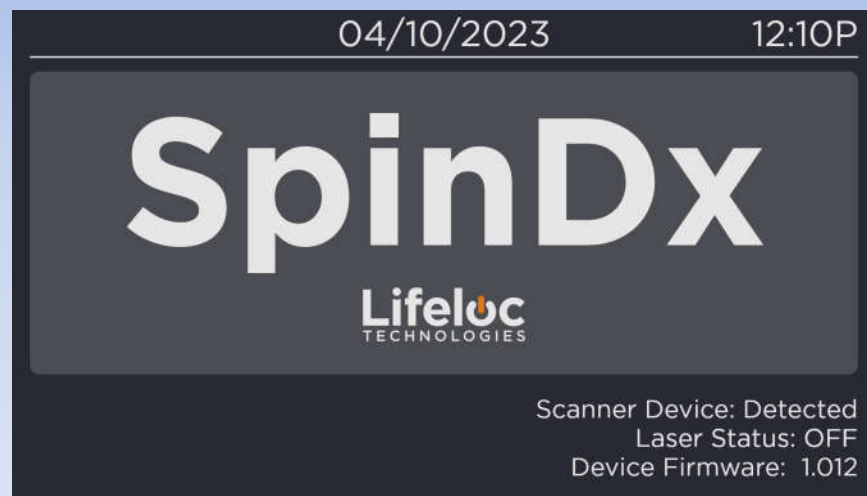 04/10/2023 12:10P
SpinDx
Lifeloc
TECHNOLOGIES
Scanner Device: Detected
Laser Status: OFF
Device Firmware: 1.012